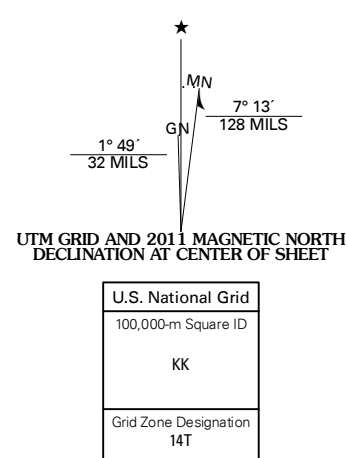 ★
MN
GN
7° 13´
128 MILS
1° 49´
32 MILS
UTM GRID AND 2011 MAGNETIC NORTH
DECLINATION AT CENTER OF SHEET
U.S. National Grid
100,000-m Square ID
KK
Grid Zone Designation
14T